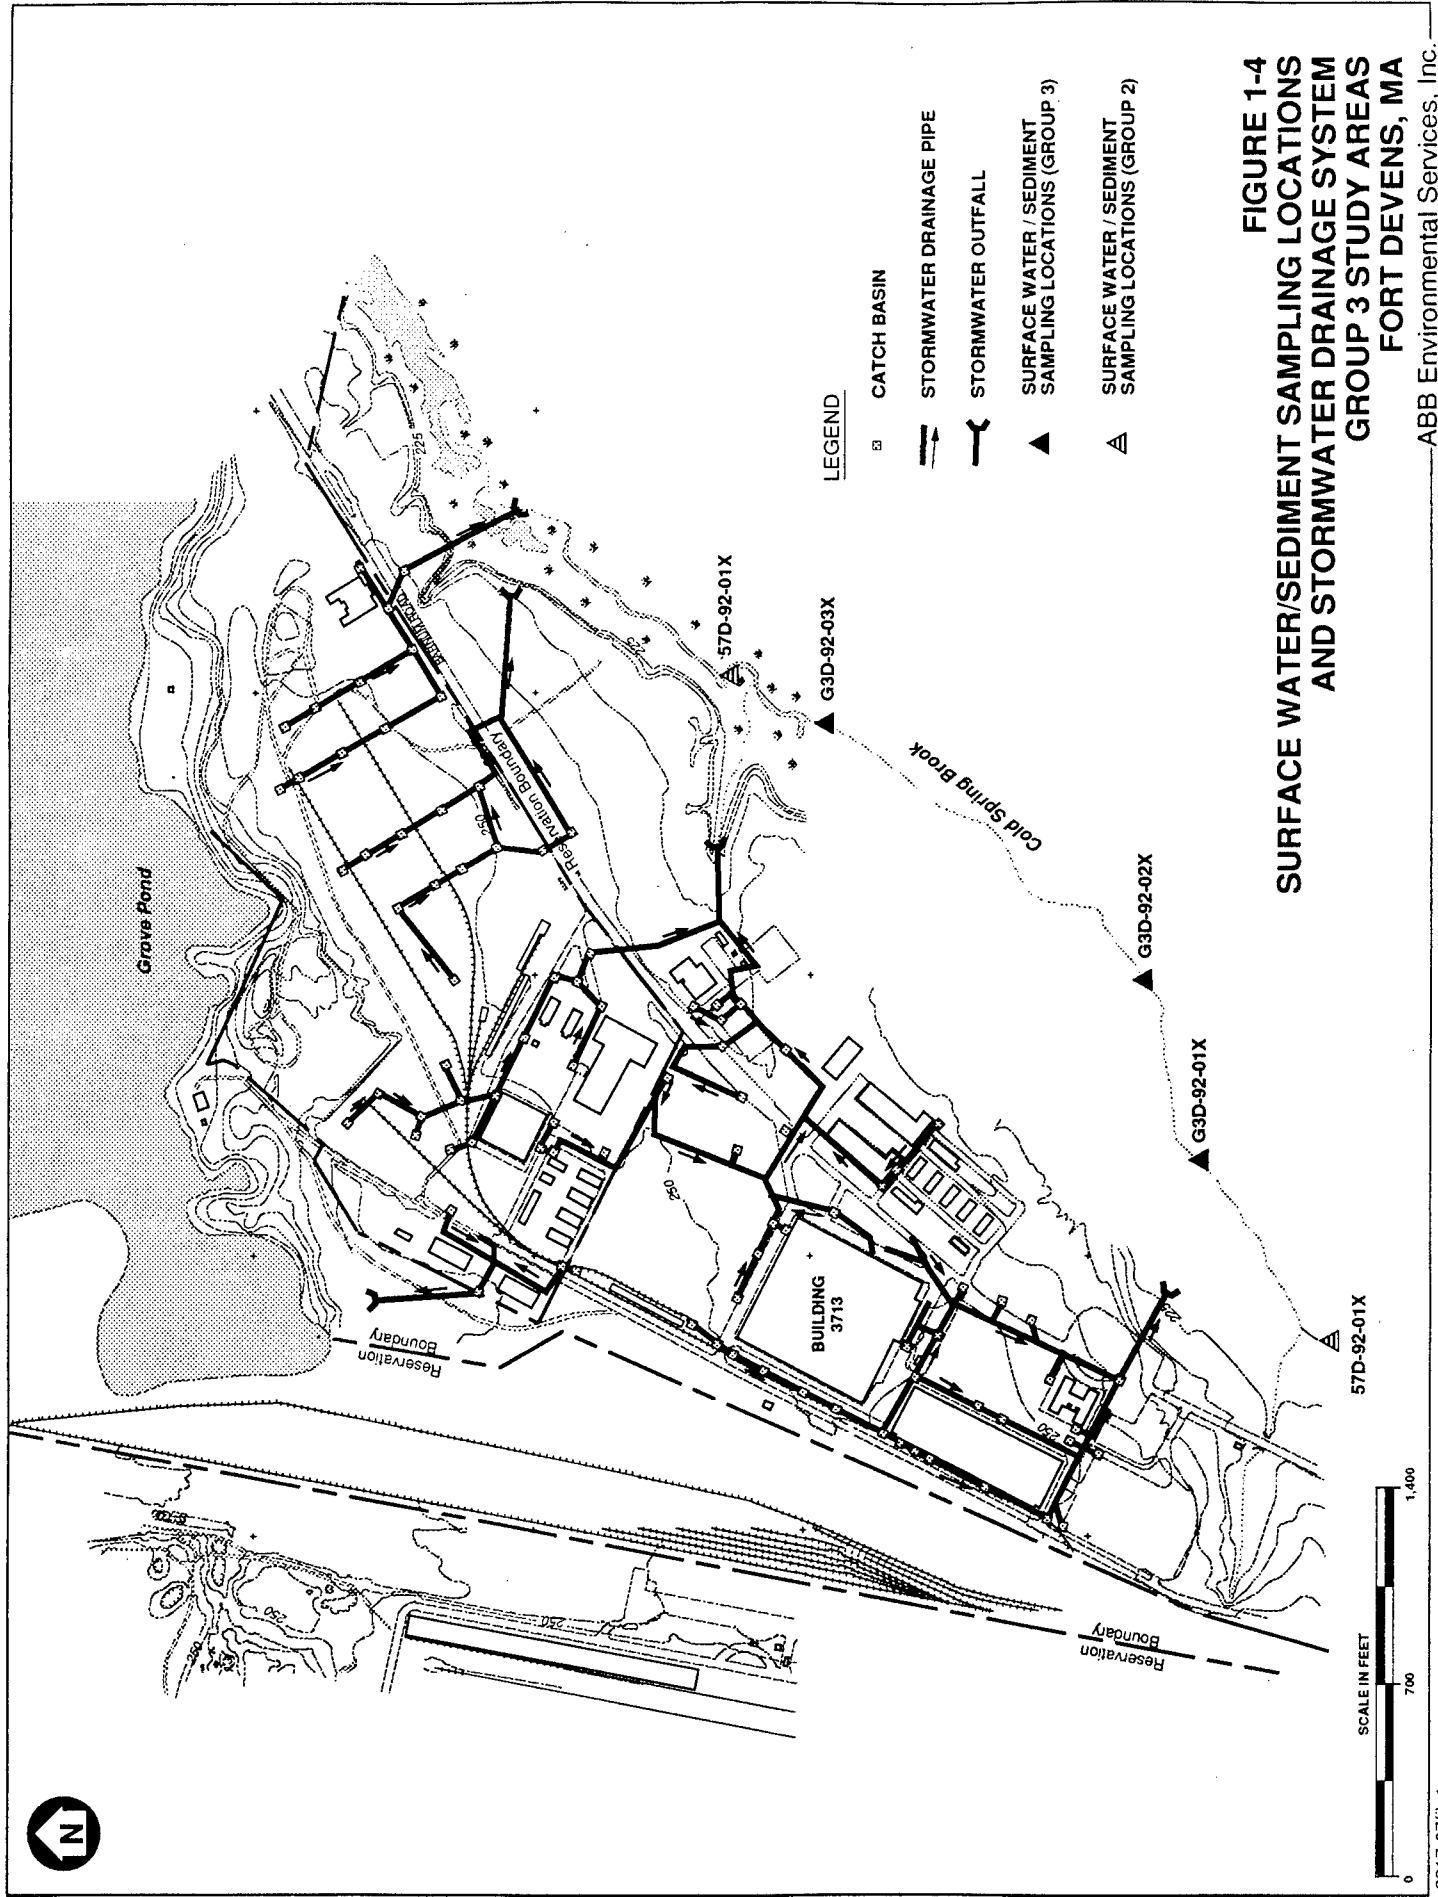 N
Grove Pond
BARNUM ROAD
Reservation Boundary
Reservation
Boundary
225
225
250
250
250
250
250
250
BUILDING
3713
Cold Spring Brook
57D-92-01X
G3D-92-03X
G3D-92-02X
G3D-92-01X
57D-92-01X
Reservation
Boundary
LEGEND
CATCH BASIN
STORMWATER DRAINAGE PIPE
STORMWATER OUTFALL
SURFACE WATER / SEDIMENT
SAMPLING LOCATIONS (GROUP 3)
SURFACE WATER / SEDIMENT
SAMPLING LOCATIONS (GROUP 2)
SCALE IN FEET
0 700 1,400
FIGURE 1-4
SURFACE WATER/SEDIMENT SAMPLING LOCATIONS
AND STORMWATER DRAINAGE SYSTEM
GROUP 3 STUDY AREAS
FORT DEVENS, MA
ABB Environmental Services, Inc.